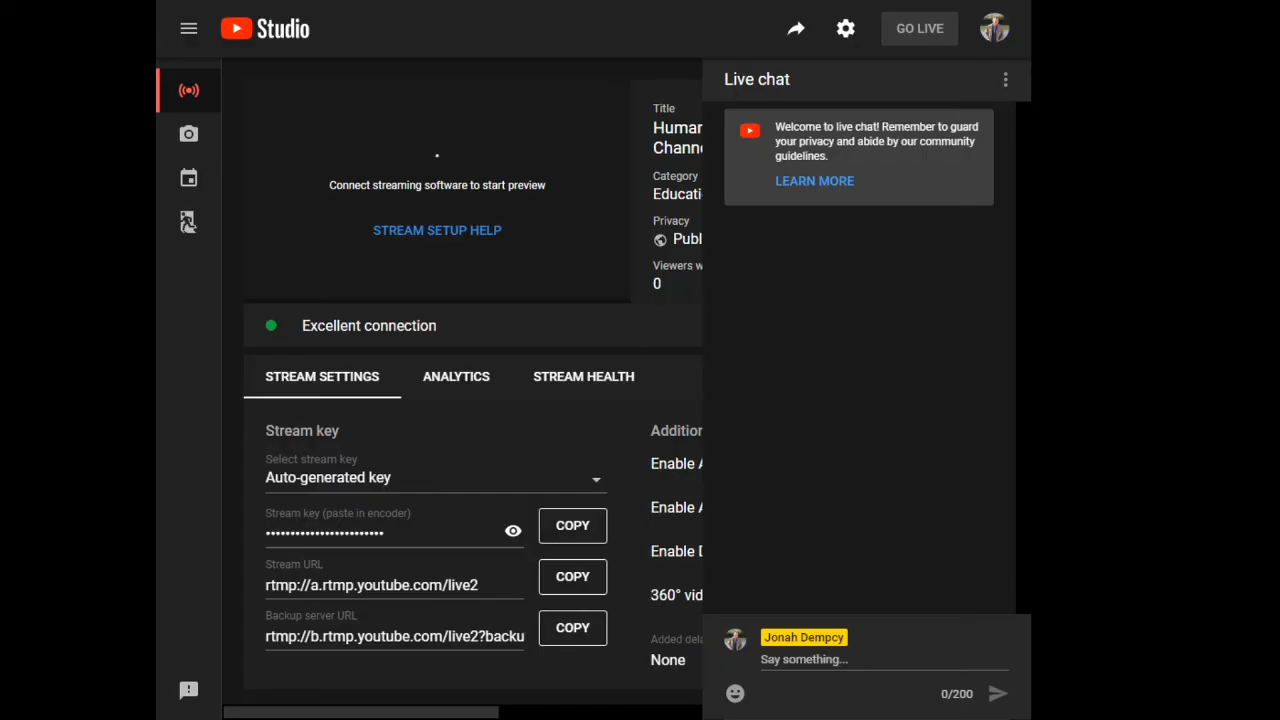 Studio
GO LIVE
Connect streaming software to start preview
STREAM SETUP HELP
Title
Human
Channe
Category
Educati
Privacy
Publ
Viewers w
0
Excellent connection
STREAM SETTINGS
ANALYTICS
STREAM HEALTH
Stream key
Select stream key
Auto-generated key
Stream key (paste in encoder)
••••••••••••••••••••••••
COPY
Stream URL
rtmp://a.rtmp.youtube.com/live2
COPY
Backup server URL
rtmp://b.rtmp.youtube.com/live2?backu
COPY
Addition
Enable A
Enable A
Enable D
360° vid
Added dela
None
Live chat
Welcome to live chat! Remember to guard
your privacy and abide by our community
guidelines.
LEARN MORE
Jonah Dempcy
Say something...
0/200